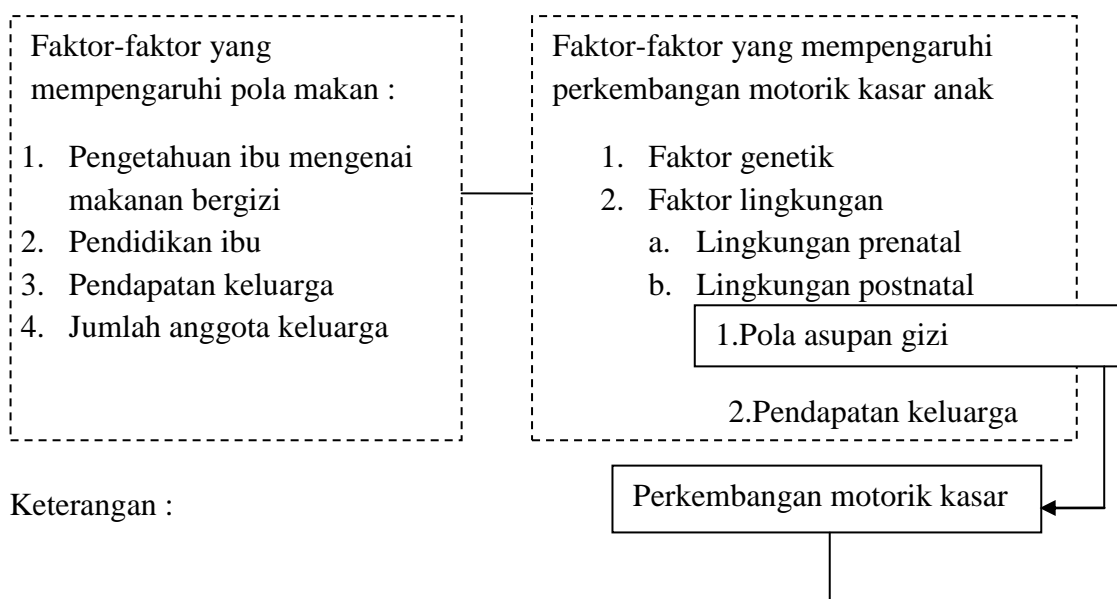 Faktor-faktor yang
mempengaruhi pola makan :
1. Pengetahuan ibu mengenai
makanan bergizi
2. Pendidikan ibu
3. Pendapatan keluarga
4. Jumlah anggota keluarga
Faktor-faktor yang mempengaruhi
perkembangan motorik kasar anak
1. Faktor genetik
2. Faktor lingkungan
a. Lingkungan prenatal
b. Lingkungan postnatal
1.Pola asupan gizi
2.Pendapatan keluarga
Keterangan :
Perkembangan motorik kasar